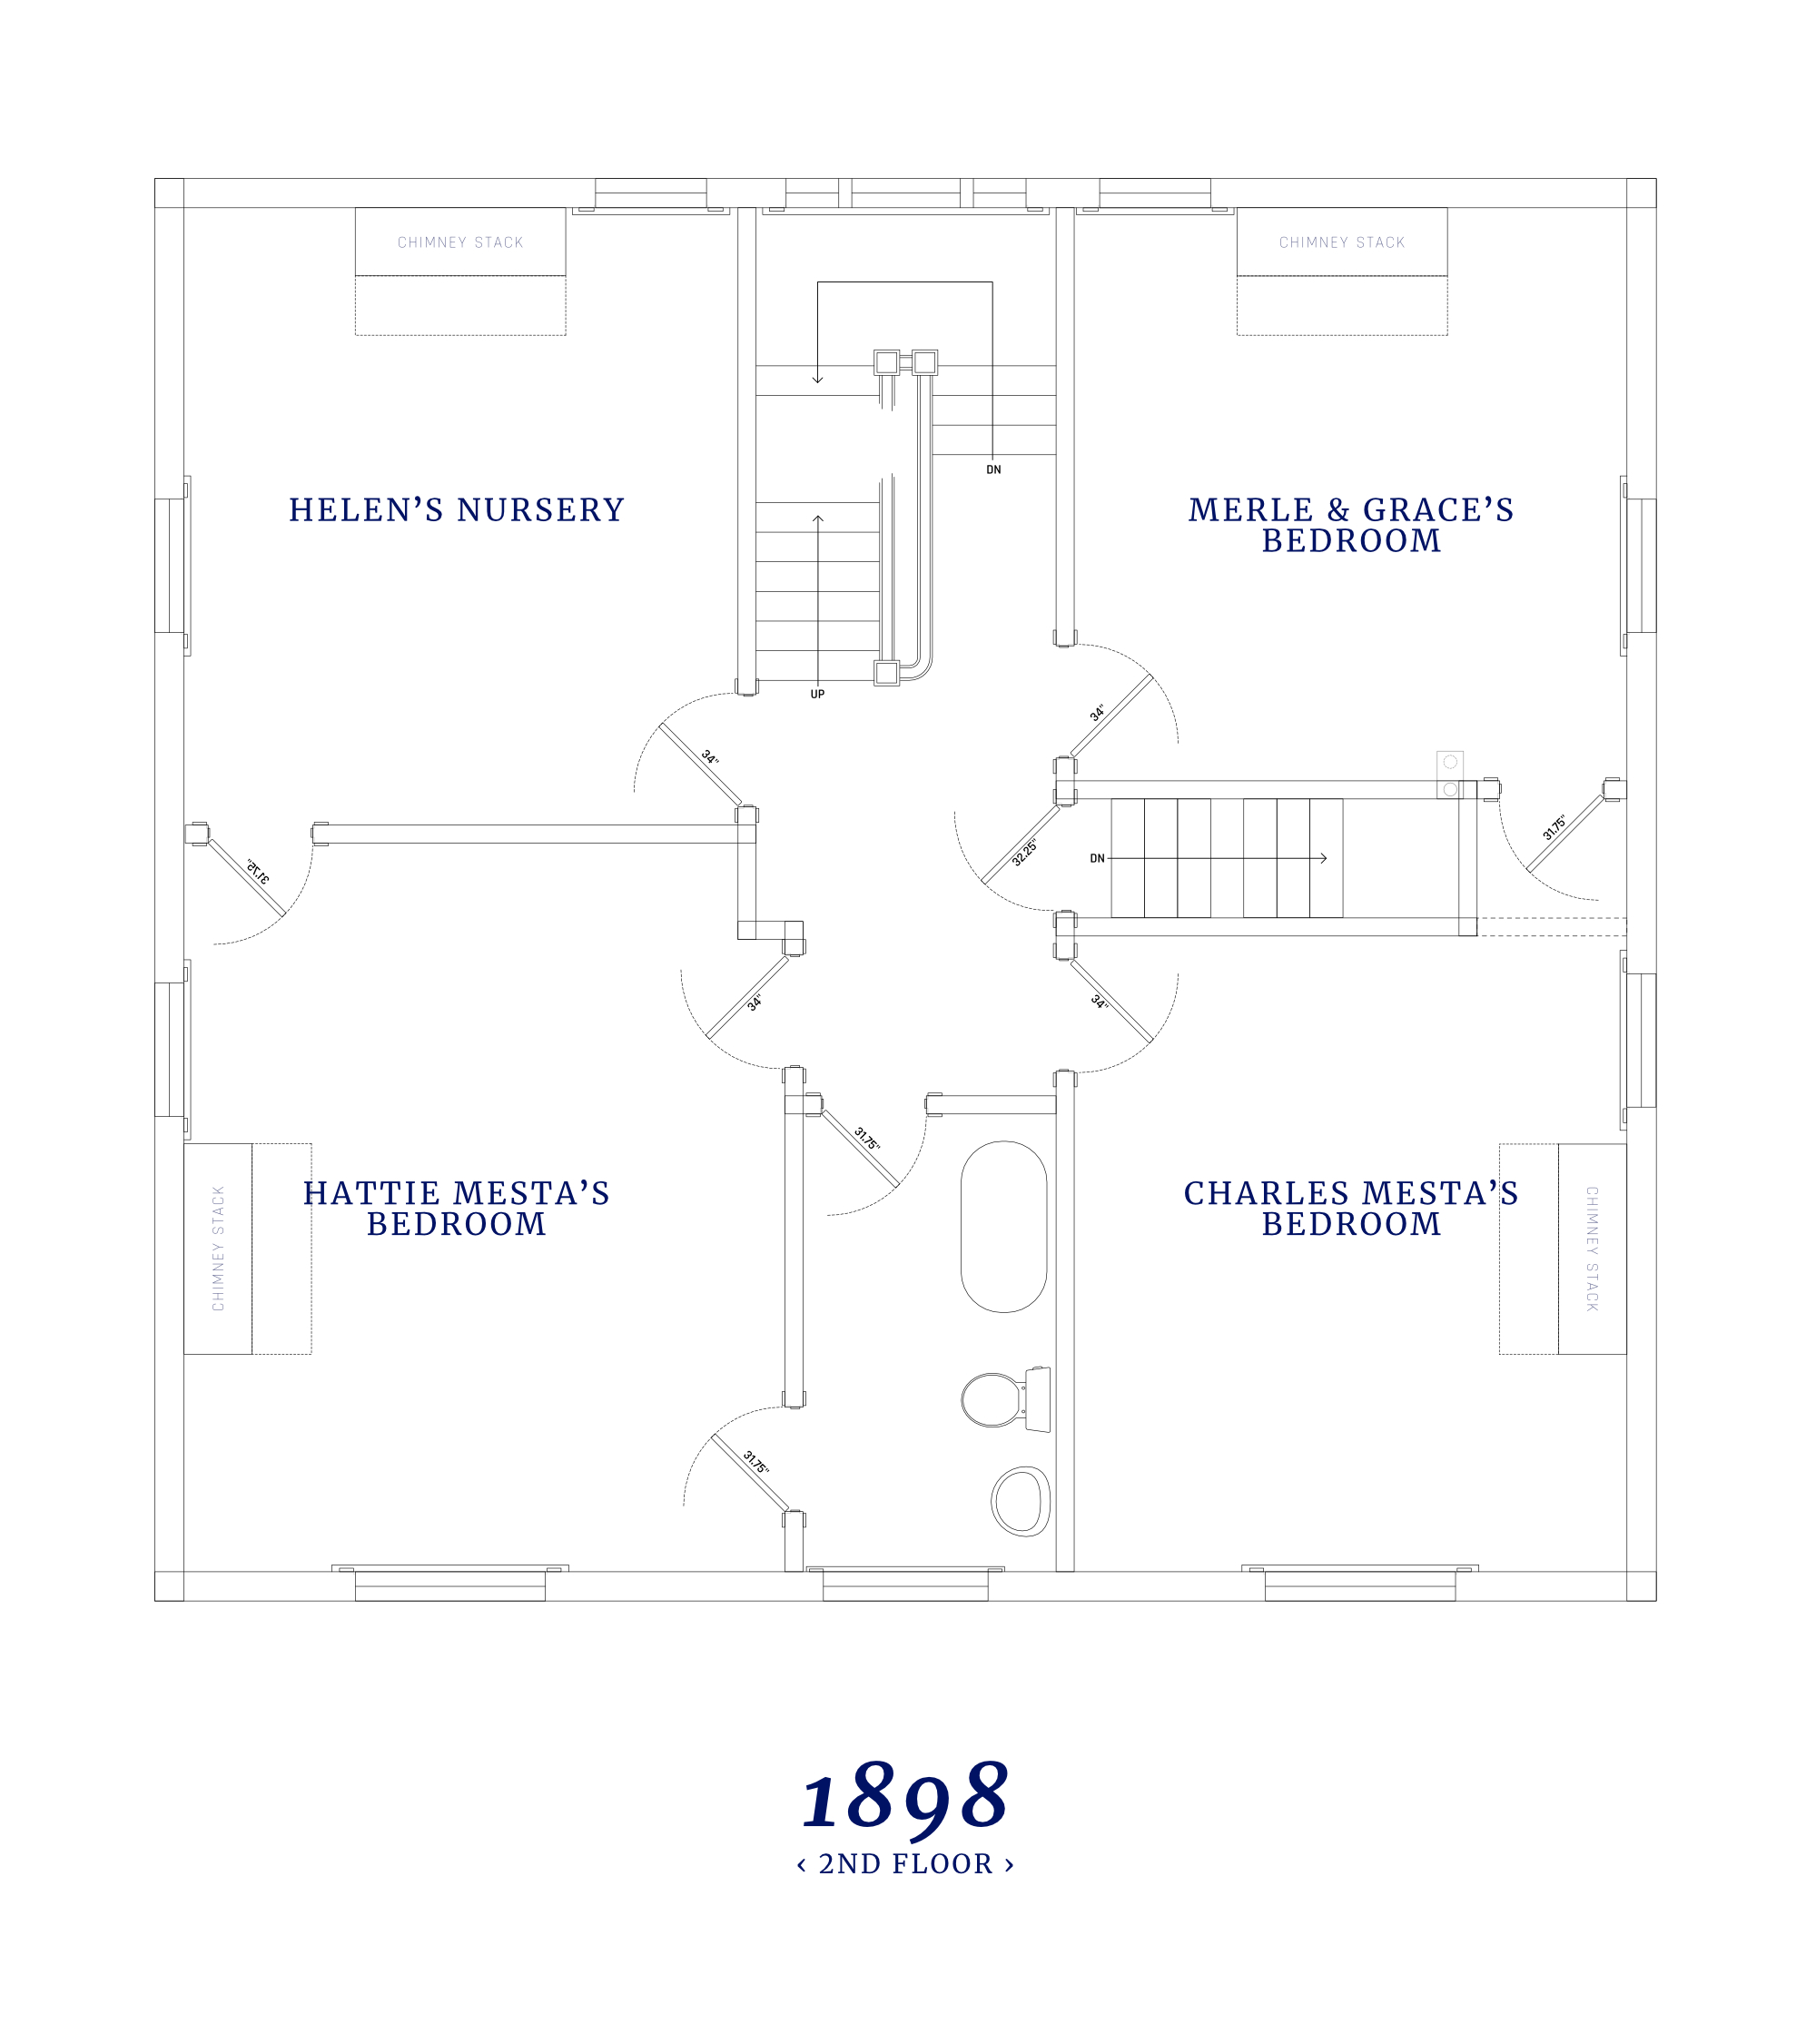 CHIMNEY STACK
CHIMNEY STACK
DN
HELEN’S NURSERY
MERLE & GRACE’S
BEDROOM
UP
34"
34"
31.75"
32.25"
31.75"
DN
34"
34"
31.75"
HATTIE MESTA’S
BEDROOM
CHARLES MESTA’S
BEDROOM
CHIMNEY STACK
CHIMNEY STACK
31.75"
1898
‹ 2ND FLOOR ›